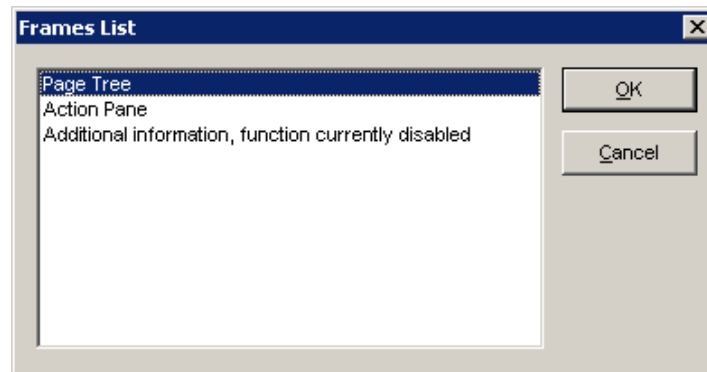 Frames List
Page Tree
Action Pane
Additional information, function currently disabled
OK
Cancel